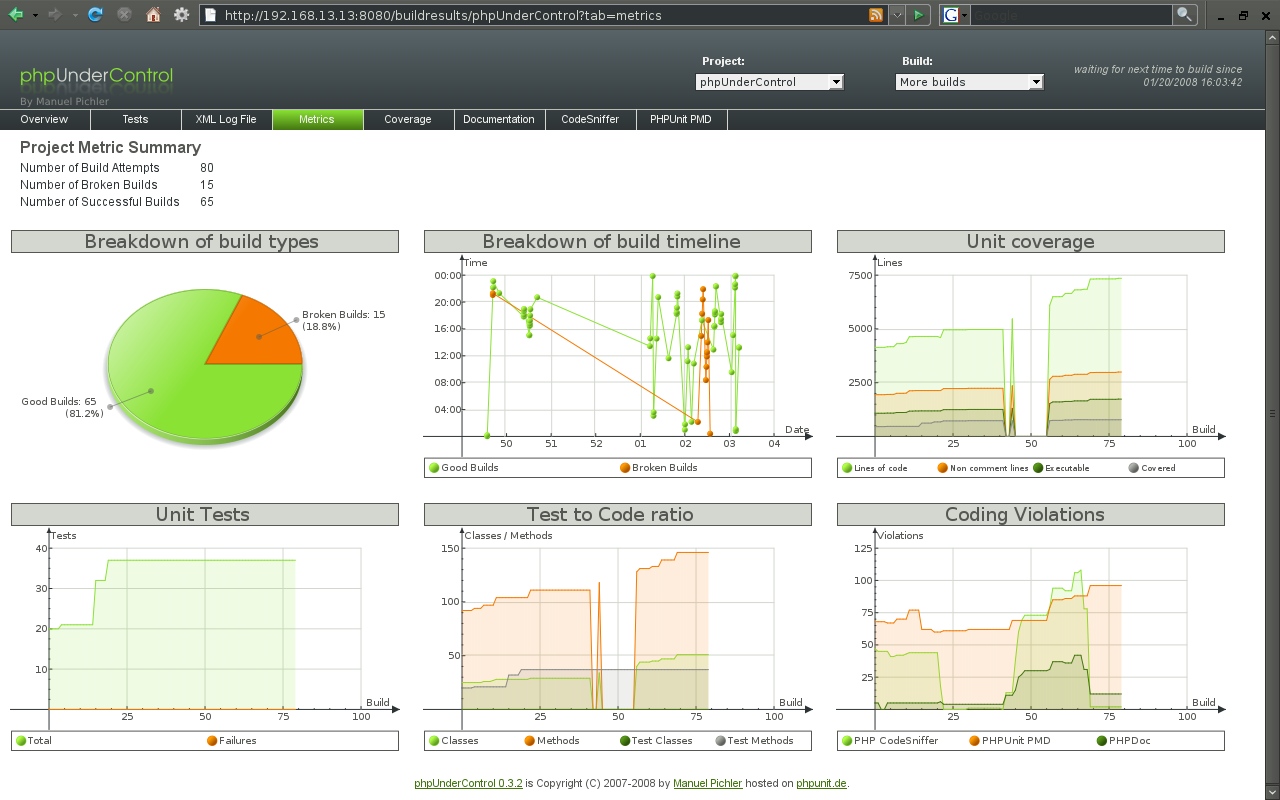 http://192.168.13.13:8080/buildresults/phpUnderControl?tab=metrics
Google
phpUnderControl
By Manuel Pichler
Project:
phpUnderControl
Build:
More builds
waiting for next time to build since
01/20/2008 16:03:42
Overview Tests XML Log File Metrics Coverage Documentation CodeSniffer PHPUnit PMD
Project Metric Summary
Number of Build Attempts 80
Number of Broken Builds 15
Number of Successful Builds 65
Breakdown of build types
Broken Builds: 15
(18.8%)
Good Builds: 65
(81.2%)
Breakdown of build timeline
Time
00:00
20:00
16:00
12:00
08:00
04:00
Date
50 51 52 01 02 03 04
Good Builds Broken Builds
Unit coverage
Lines
7500
5000
2500
Build
25 50 75 100
Lines of code Non comment lines Executable Covered
Unit Tests
Tests
40
30
20
10
Build
25 50 75 100
Total Failures
Test to Code ratio
Classes / Methods
150
100
50
Build
25 50 75 100
Classes Methods Test Classes Test Methods
Coding Violations
Violations
125
100
75
50
25
Build
25 50 75 100
PHP CodeSniffer PHPUnit PMD PHPDoc
phpUnderControl 0.3.2 is Copyright (C) 2007-2008 by Manuel Pichler hosted on phpunit.de.